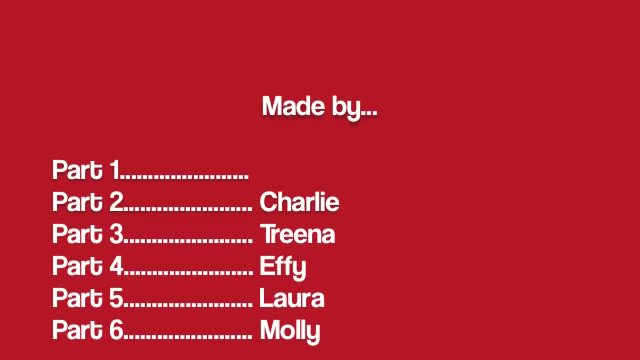 Made by...
Part 1.......................
Part 2........................ Charlie
Part 3........................ Treena
Part 4........................ Effy
Part 5........................ Laura
Part 6........................ Molly